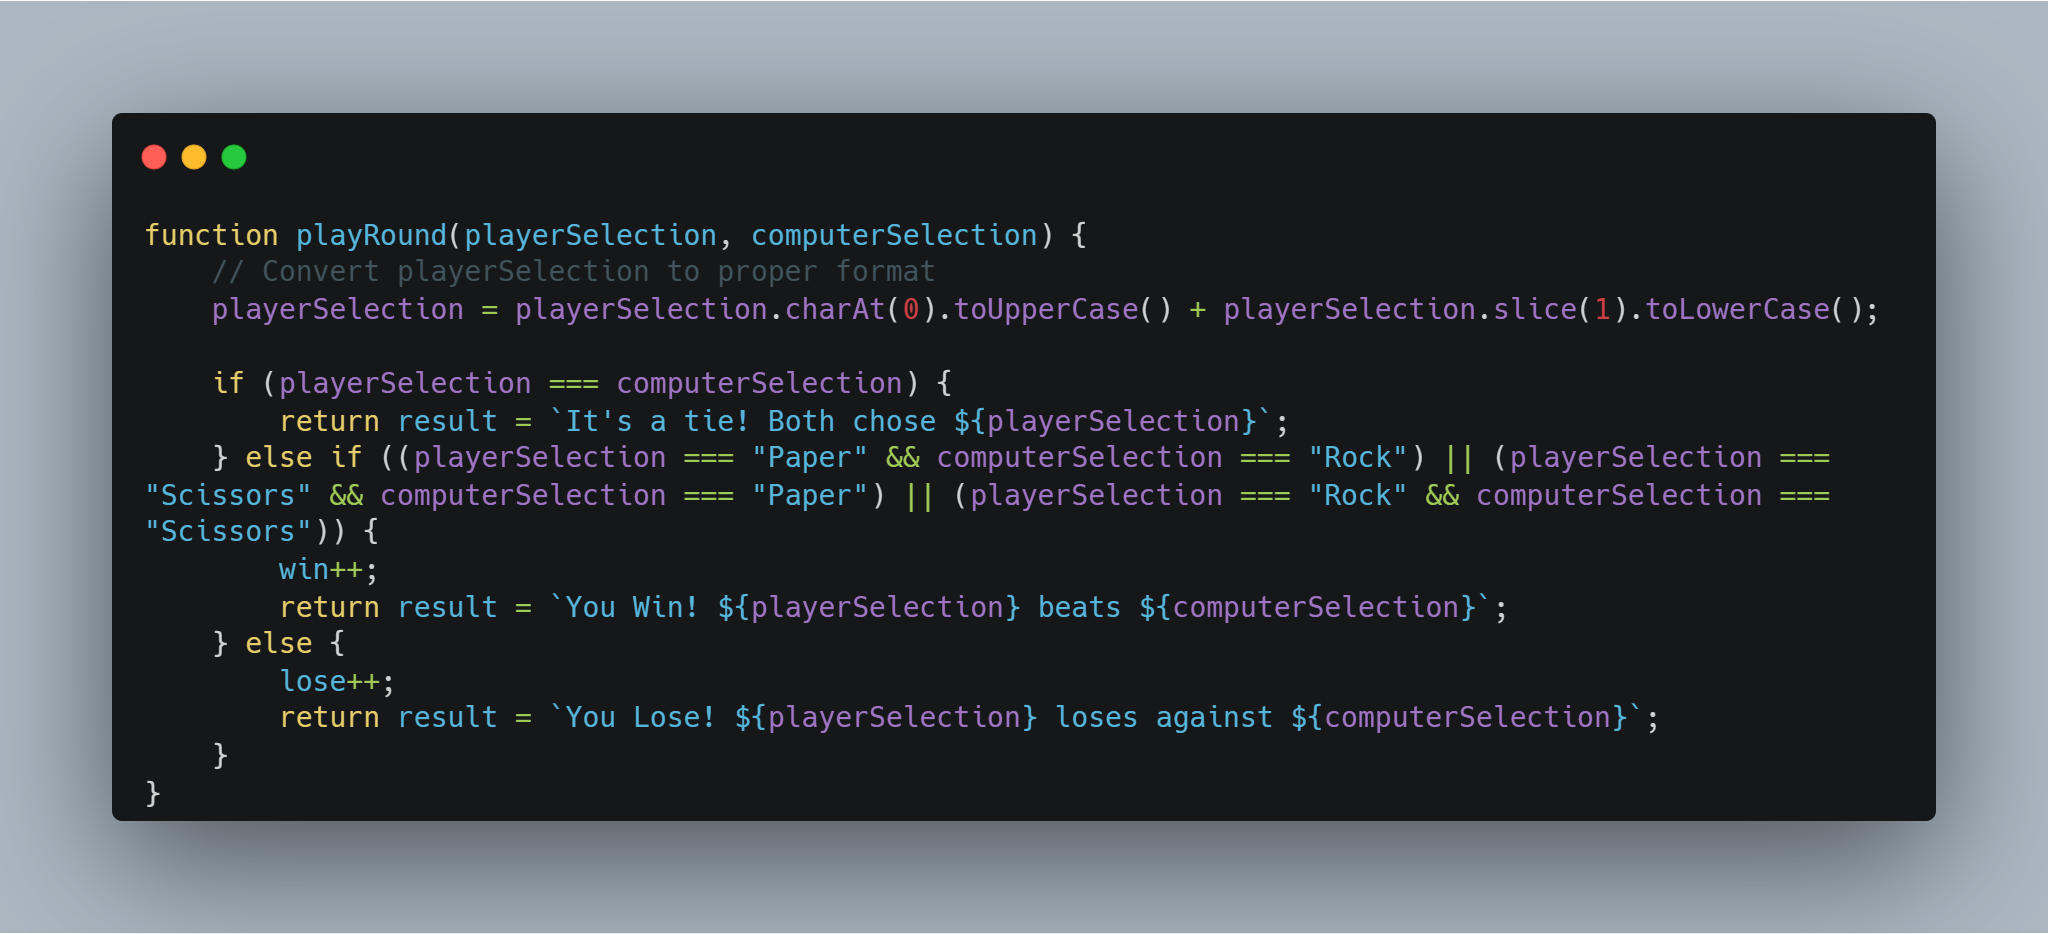 function playRound(playerSelection, computerSelection) {
    // Convert playerSelection to proper format
    playerSelection = playerSelection.charAt(0).toUpperCase() + playerSelection.slice(1).toLowerCase();

    if (playerSelection === computerSelection) {
        return result = `It's a tie! Both chose ${playerSelection}`;
    } else if ((playerSelection === "Paper" && computerSelection === "Rock") || (playerSelection ===
"Scissors" && computerSelection === "Paper") || (playerSelection === "Rock" && computerSelection ===
"Scissors")) {
        win++;
        return result = `You Win! ${playerSelection} beats ${computerSelection}`;
    } else {
        lose++;
        return result = `You Lose! ${playerSelection} loses against ${computerSelection}`;
    }
}